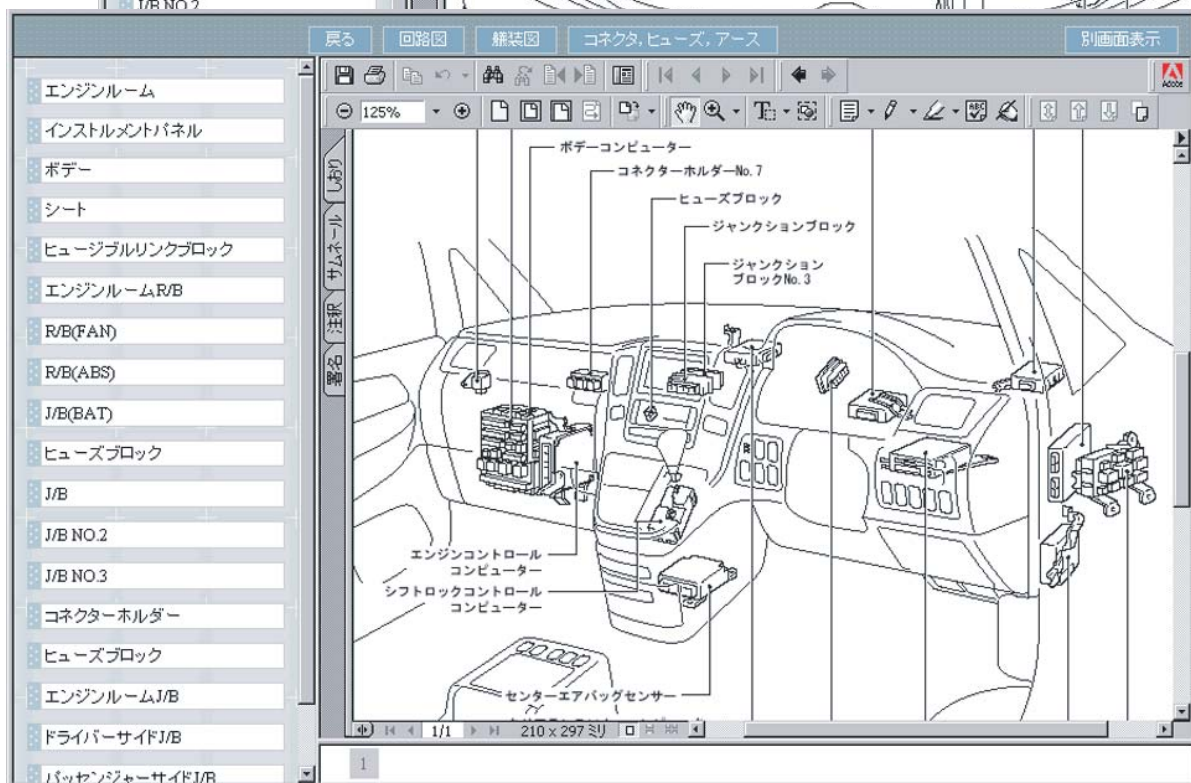 J/B NO.2
戻る
回路図
艤装図
コネクタ,ヒューズ,アース
別画面表示
エンジンルーム
インストルメントパネル
ボデー
シート
ヒュージブルリンクブロック
エンジンルームR/B
R/B(FAN)
R/B(ABS)
J/B(BAT)
ヒューズブロック
J/B
J/B NO.2
J/B NO.3
コネクターホルダー
ヒューズブロック
エンジンルームJ/B
ドライバーサイドJ/B
パッセンジャーサイドJ/B
Adobe
125%
しおり
サムネール
注釈
署名
ボデーコンピューター
コネクターホルダーNo.7
ヒューズブロック
ジャンクションブロック
ジャンクション
ブロックNo.3
エンジンコントロール
コンピューター
シフトロックコントロール
コンピューター
センターエアバッグセンサー
1/1
210 x 297 ミリ
1